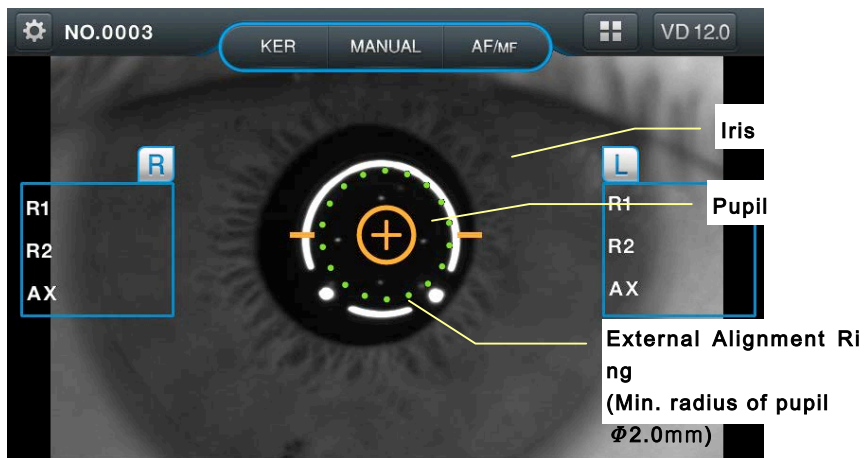 NO.0003
KER MANUAL AF/MF
VD 12.0
Iris
R L
R1 R1
Pupil
R2 R2
AX AX
External Alignment Ri
ng
(Min. radius of pupil
Φ2.0mm)